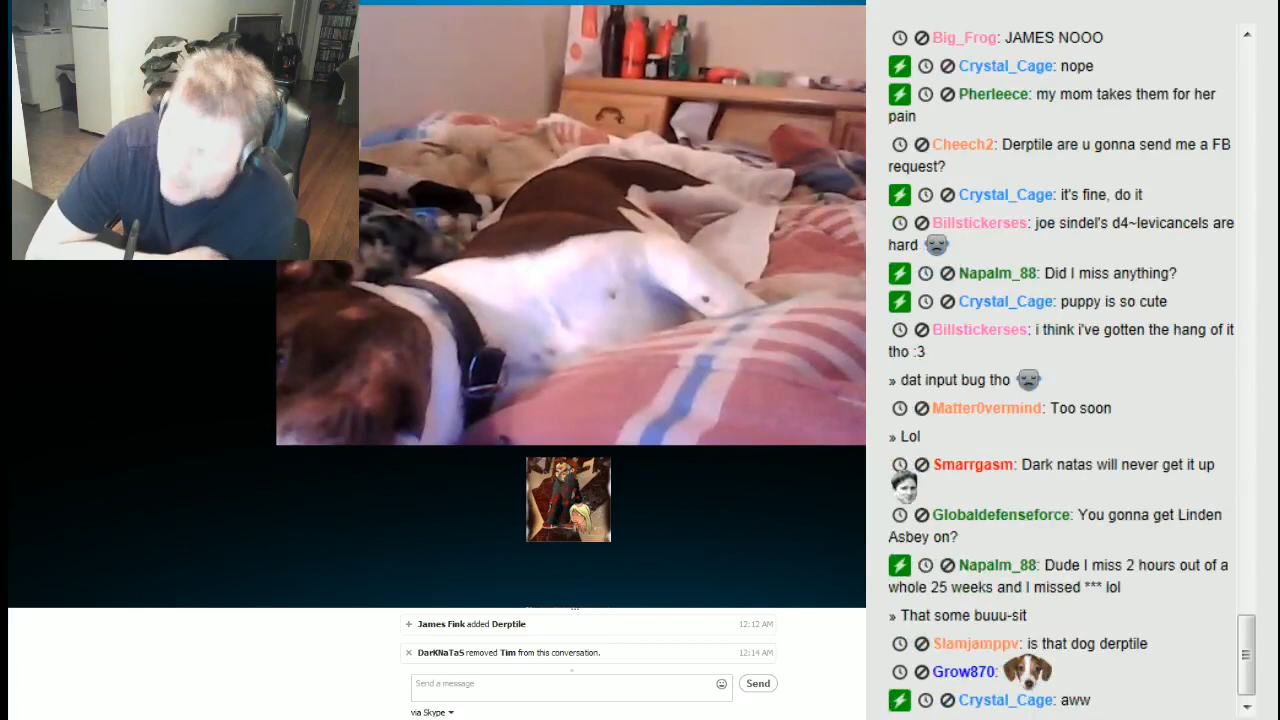 Big_Frog: JAMES NOOO
Crystal_Cage: nope
Pherleece: my mom takes them for her
pain
Cheech2: Derptile are u gonna send me a FB
request?
Crystal_Cage: it's fine, do it
Billstickerses: joe sindel's d4~levicancels are
hard
Napalm_88: Did I miss anything?
Crystal_Cage: puppy is so cute
Billstickerses: i think i've gotten the hang of it
tho :3
» dat input bug tho
Matter0vermind: Too soon
» Lol
Smarrgasm: Dark natas will never get it up
Globaldefenseforce: You gonna get Linden
Asbey on?
Napalm_88: Dude I miss 2 hours out of a
whole 25 weeks and I missed *** lol
» That some buuu-sit
Slamjamppv: is that dog derptile
Grow870:
Crystal_Cage: aww
James Fink added Derptile 12:12 AM
DarKNaTaS removed Tim from this conversation. 12:14 AM
Send a message Send
via Skype